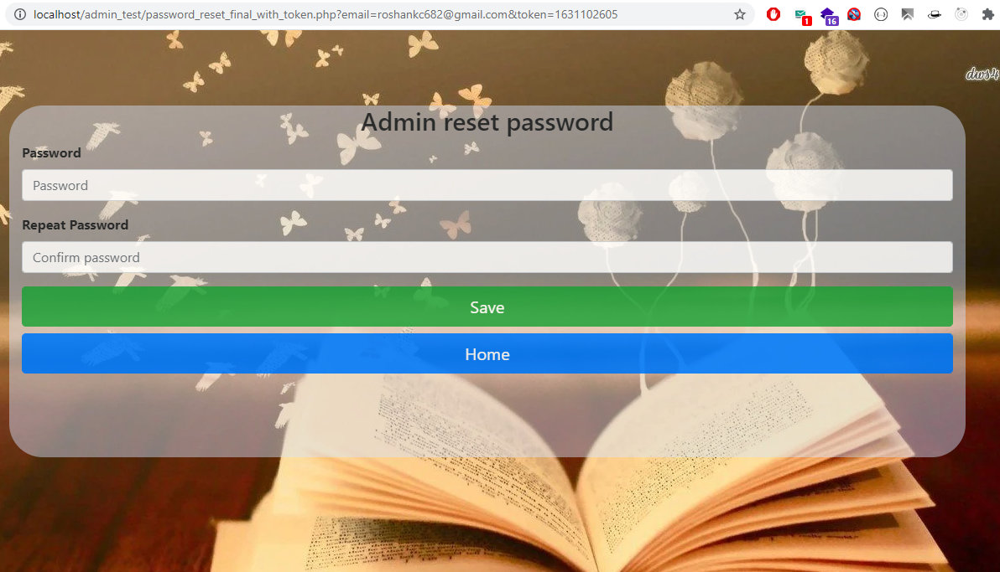 localhost/admin_test/password_reset_final_with_token.php?email=roshankc682@gmail.com&token=1631102605
1
16
Admin reset password
Password
Password
Repeat Password
Confirm password
Save
Home